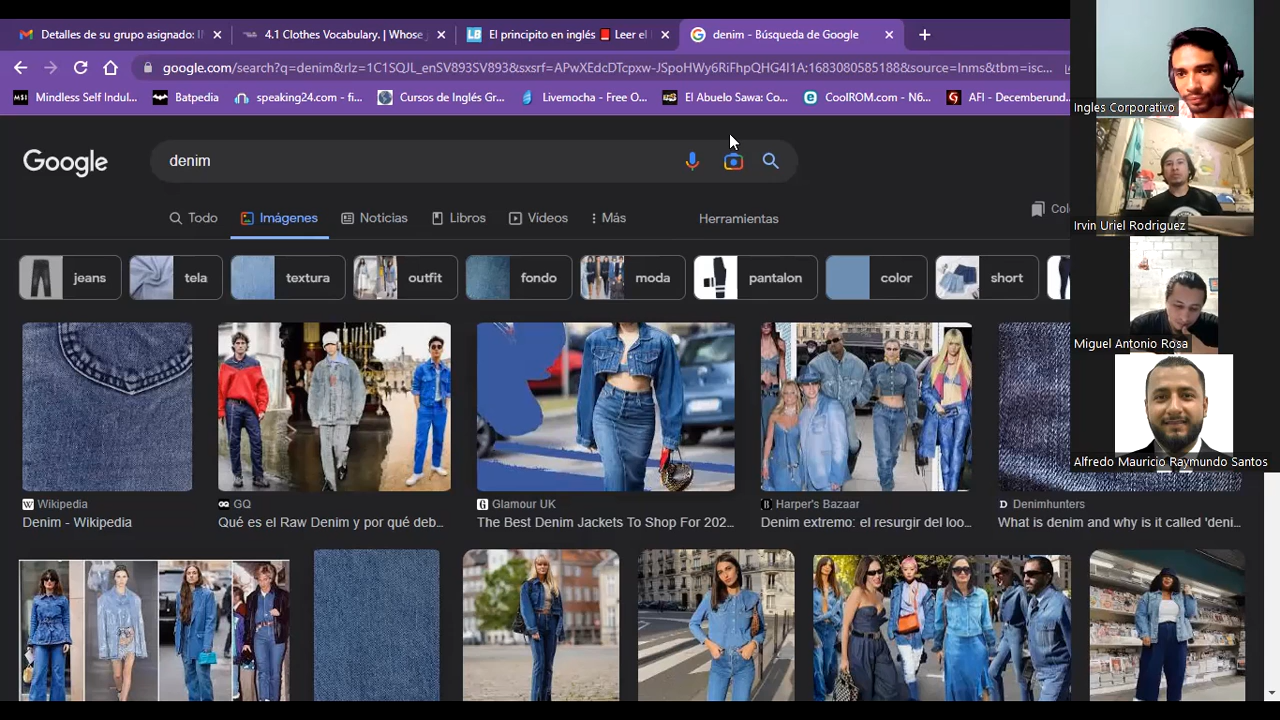 Detalles de su grupo asignado: I
4.1 Clothes Vocabulary. | Whose
El principito en inglés 📕 Leer el
denim - Búsqueda de Google
google.com/search?q=denim&rlz=1C1SQJL_enSV893SV893&sxsrf=APwXEdcDTcpxw-JSpoHWy6RiFhpQHG4I1A:1683080585188&source=lnms&tbm=isc...
Mindless Self Indul...
Batpedia
speaking24.com - fi...
Cursos de Inglés Gr...
Livemocha - Free O...
El Abuelo Sawa: Co...
CoolROM.com - N6...
AFI - Decemberund...
Ingles Corporativo
Google
denim
Todo
Imágenes
Noticias
Libros
Vídeos
Más
Herramientas
Irvin Uriel Rodriguez
jeans
tela
textura
outfit
fondo
moda
pantalon
color
short
Miguel Antonio Rosa
Alfredo Mauricio Raymundo Santos
Wikipedia
Denim - Wikipedia
GQ
Qué es el Raw Denim y por qué deb...
Glamour UK
The Best Denim Jackets To Shop For 202...
Harper's Bazaar
Denim extremo: el resurgir del loo...
Denimhunters
What is denim and why is it called 'deni...